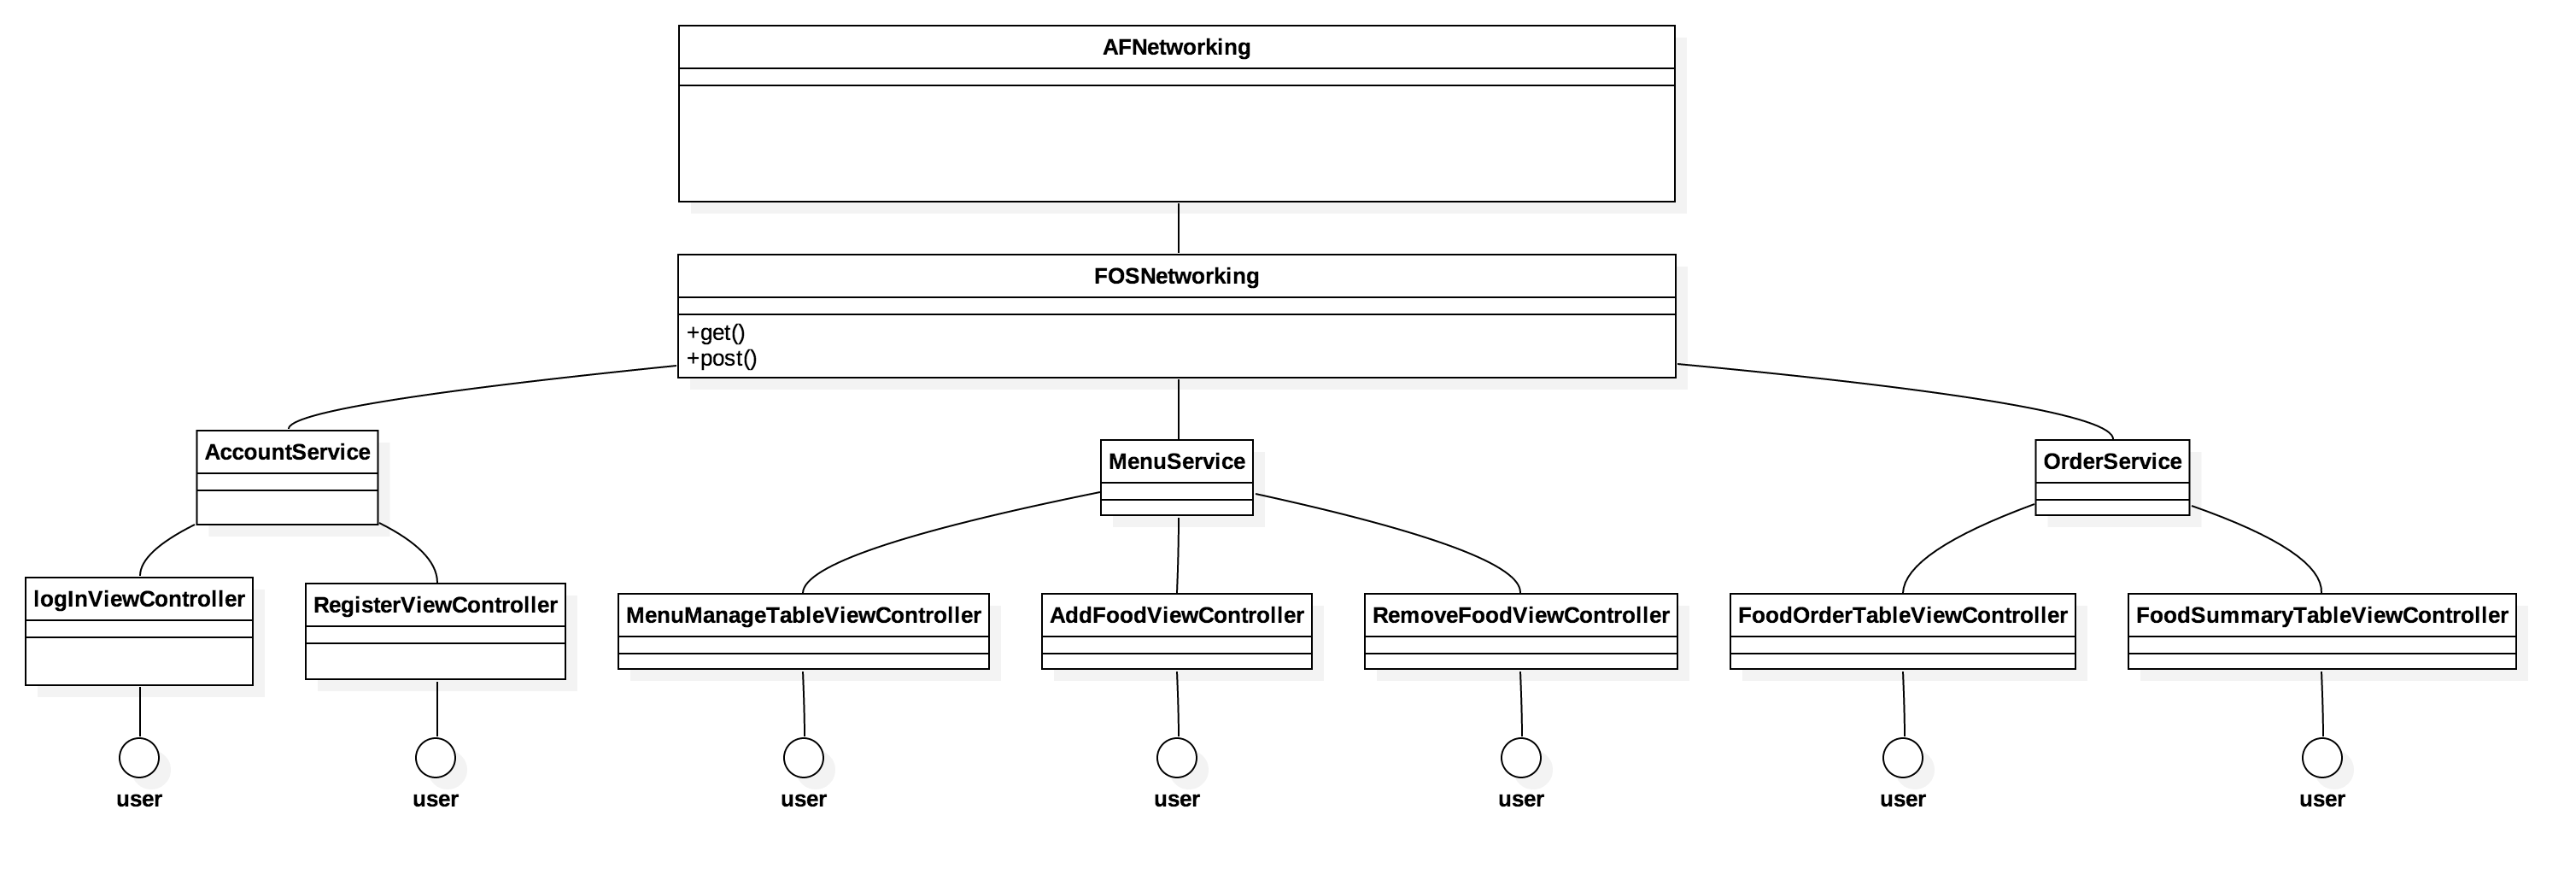 AFNetworking
FOSNetworking
+get()
+post()
AccountService
MenuService
OrderService
logInViewController
RegisterViewController
MenuManageTableViewController
AddFoodViewController
RemoveFoodViewController
FoodOrderTableViewController
FoodSummaryTableViewController
user
user
user
user
user
user
user